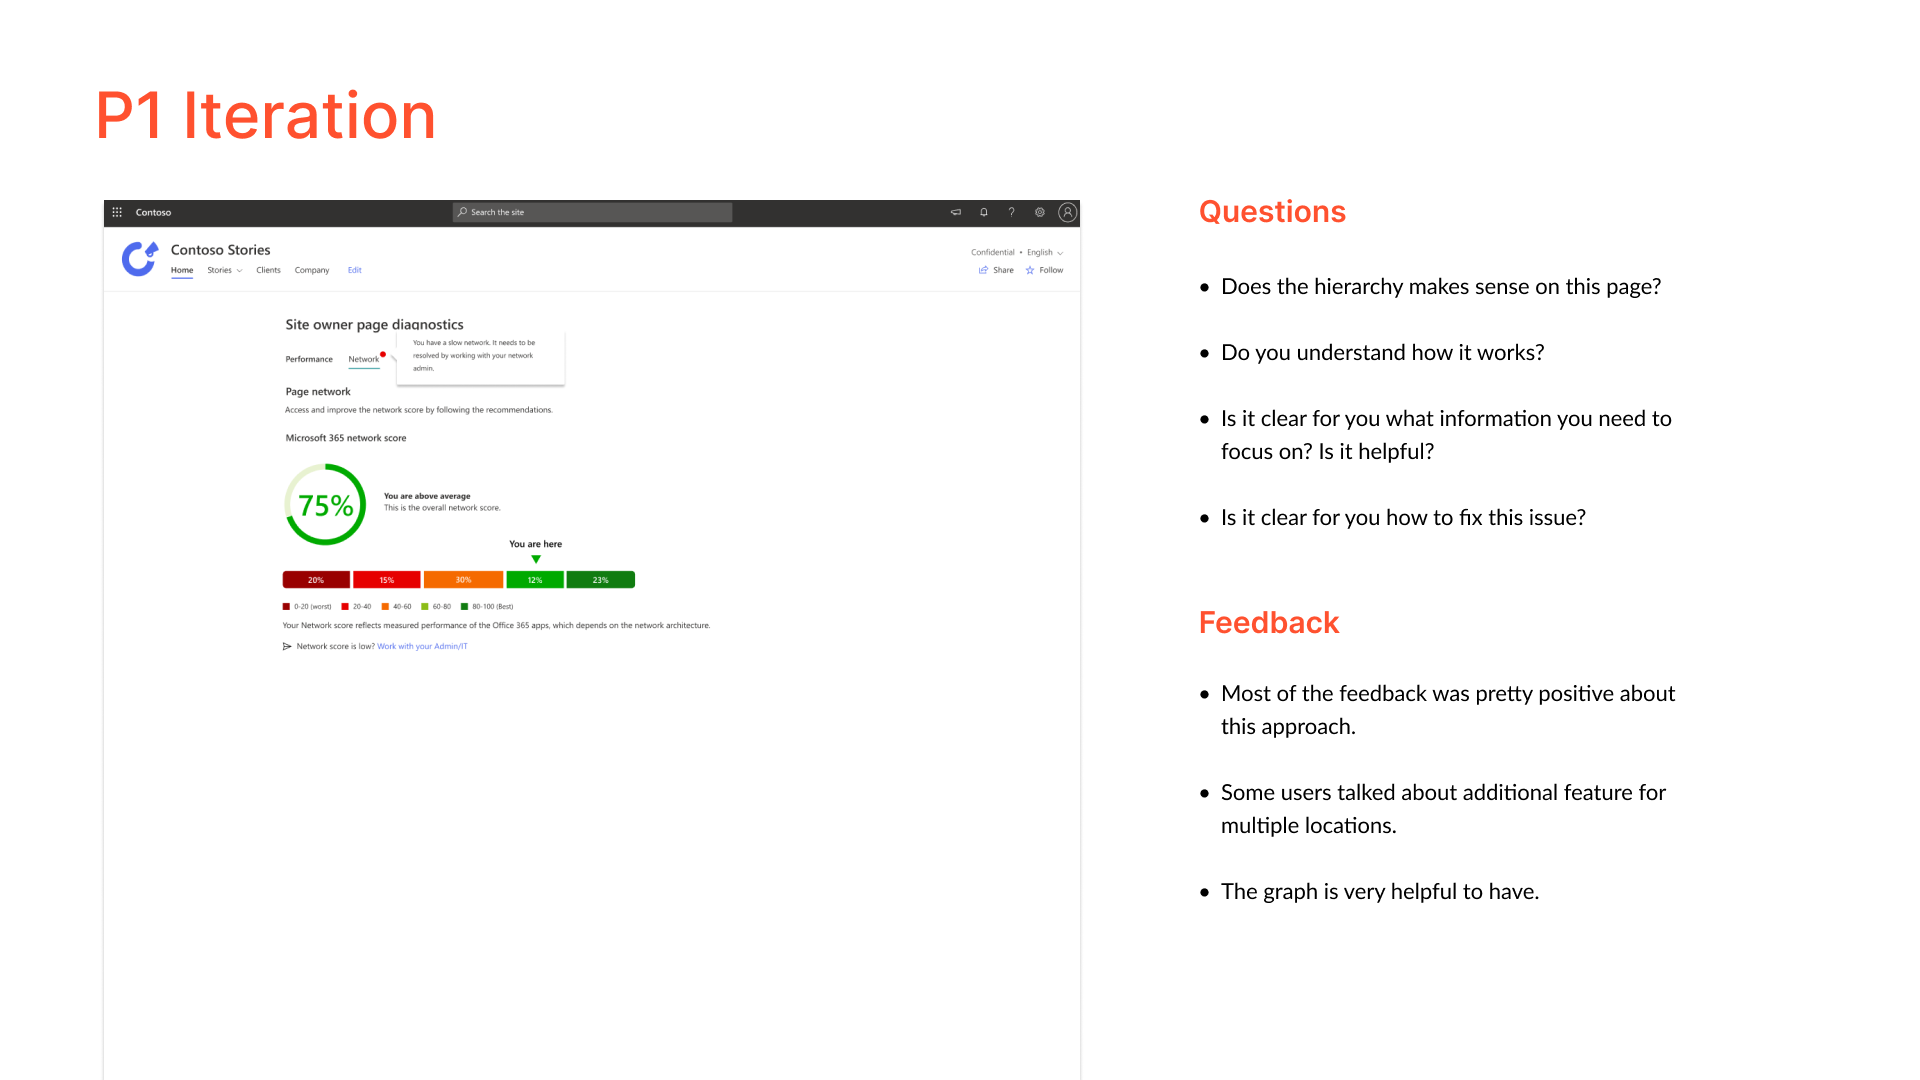 P1 Iteration
Contoso
Search the site
Contoso Stories
Home Stories Clients Company Edit
Confidential • English
Share Follow
Site owner page diagnostics
Performance Network
You have a slow network. It needs to be
resolved by working with your network
admin.
Page network
Access and improve the network score by following the recommendations.
Microsoft 365 network score
75%
You are above average
This is the overall network score.
You are here
20% 15% 30% 12% 23%
0-20 (worst) 20-40 40-60 60-80 80-100 (Best)
Your Network score reflects measured performance of the Office 365 apps, which depends on the network architecture.
Network score is low? Work with your Admin/IT
Questions
• Does the hierarchy makes sense on this page?
• Do you understand how it works?
• Is it clear for you what information you need to
focus on? Is it helpful?
• Is it clear for you how to fix this issue?
Feedback
• Most of the feedback was pretty positive about
this approach.
• Some users talked about additional feature for
multiple locations.
• The graph is very helpful to have.